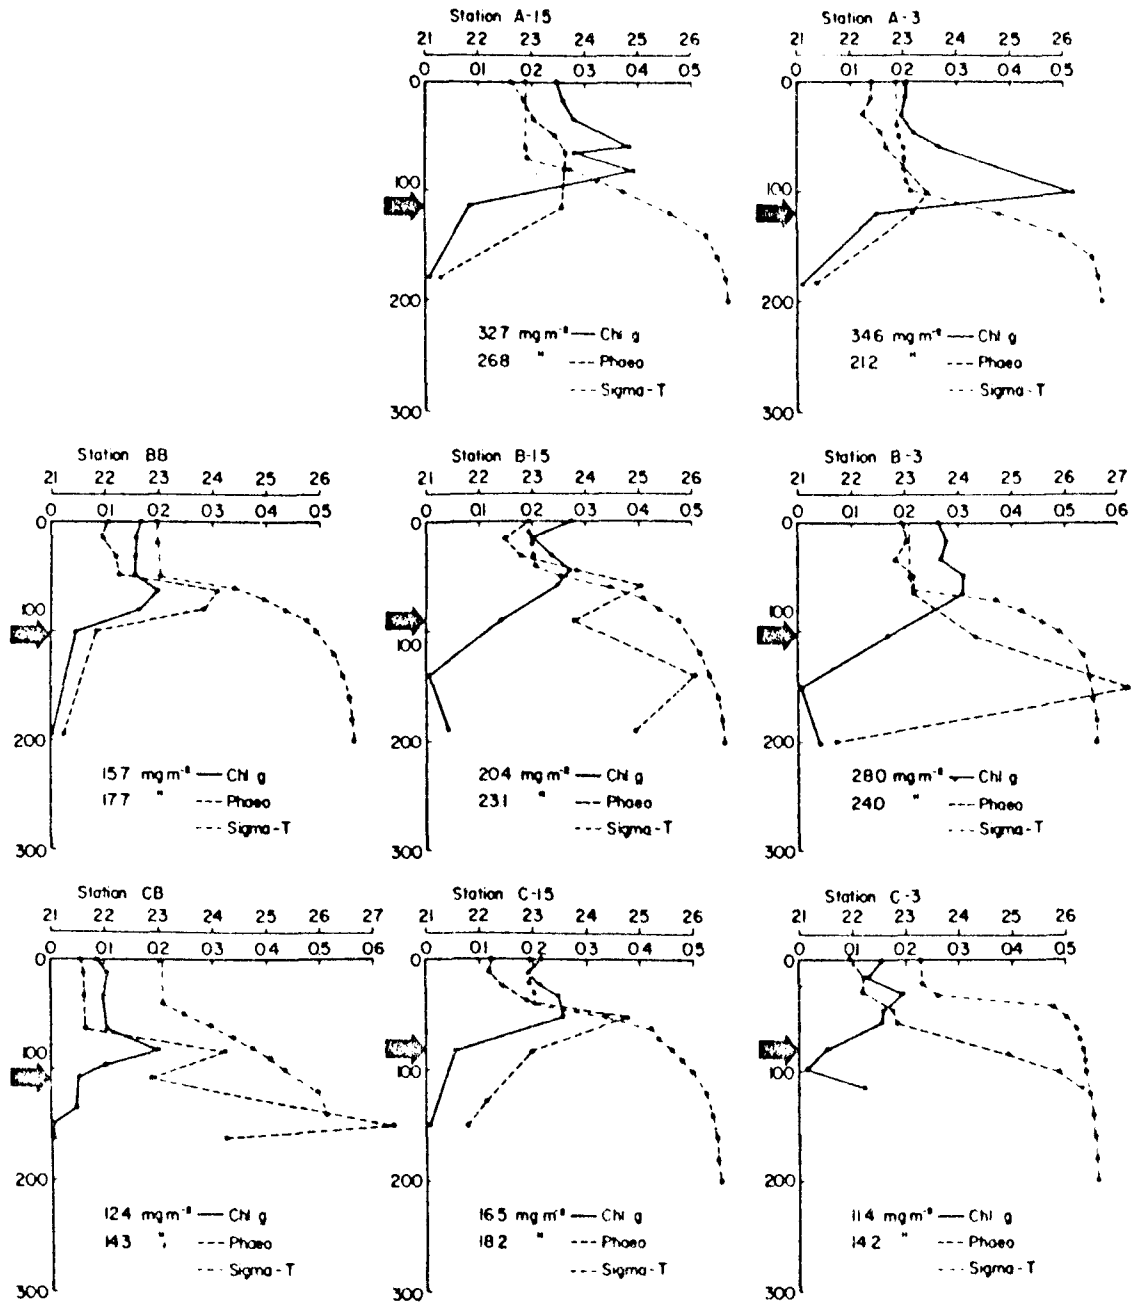 Station A-15
21 22 23 24 25 26
0 01 02 03 04 05
0
100
200
300
327 mg m⁻² Chl g
268 " Phaeo
Sigma-T
Station A-3
21 22 23 24 25 26
0 01 02 03 04 05
0
100
200
300
346 mg m⁻² Chl g
212 " Phaeo
Sigma-T
Station BB
21 22 23 24 25 26
0 01 02 03 04 05
0
100
200
300
157 mg m⁻² Chl g
177 " Phaeo
Sigma-T
Station B-15
21 22 23 24 25 26
0 01 02 03 04 05
0
100
200
300
204 mg m⁻² Chl g
231 " Phaeo
Sigma-T
Station B-3
21 22 23 24 25 26 27
0 01 02 03 04 05 06
0
100
200
300
280 mg m⁻² Chl g
240 " Phaeo
Sigma-T
Station CB
21 22 23 24 25 26 27
0 01 02 03 04 05 06
0
100
200
300
124 mg m⁻² Chl g
143 " Phaeo
Sigma-T
Station C-15
21 22 23 24 25 26
0 01 02 03 04 05
0
100
200
300
165 mg m⁻² Chl g
182 " Phaeo
Sigma-T
Station C-3
21 22 23 24 25 26
0 01 02 03 04 05
0
100
200
300
114 mg m⁻² Chl g
142 " Phaeo
Sigma-T